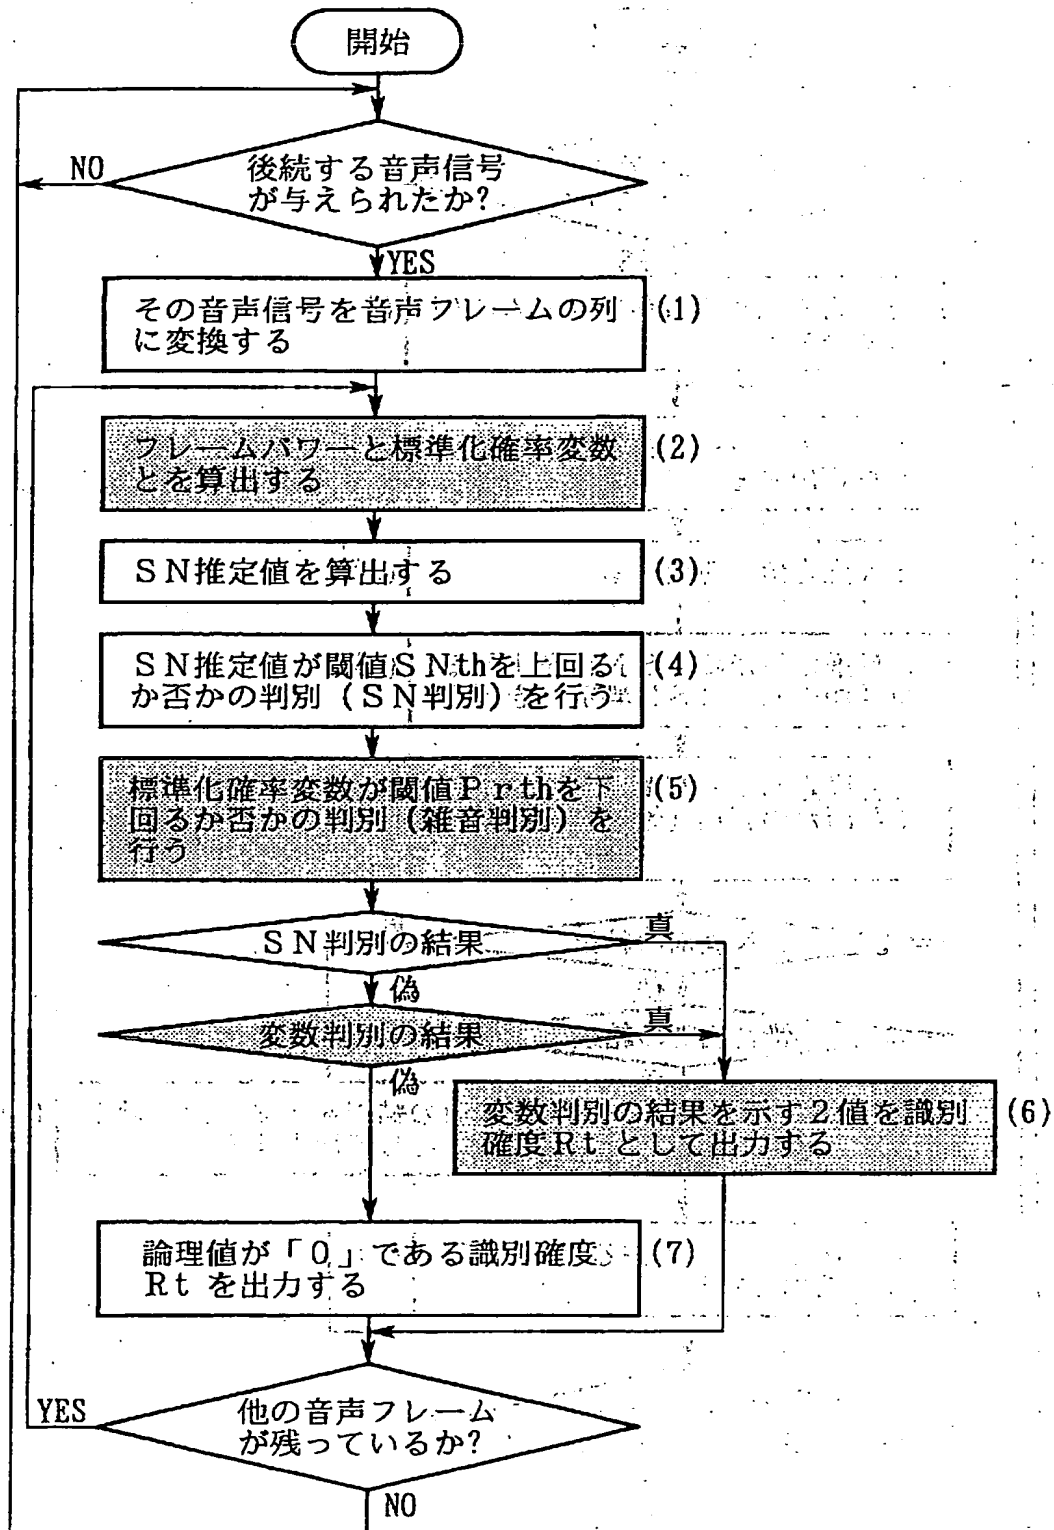 開始
NO
後続する音声信号
が与えられたか?
YES
その音声信号を音声フレームの列
に変換する
(1)
フレームパワーと標準化確率変数
とを算出する
(2)
SN推定値を算出する
(3)
SN推定値が閾値SNthを上回る
か否かの判別(SN判別)を行う
(4)
標準化確率変数が閾値Prthを下
回るか否かの判別(雑音判別)を
行う
(5)
SN判別の結果
真
偽
変数判別の結果
真
偽
変数判別の結果を示す2値を識別
確度Rtとして出力する
(6)
論理値が「0」である識別確度
Rtを出力する
(7)
YES
他の音声フレーム
が残っているか?
NO